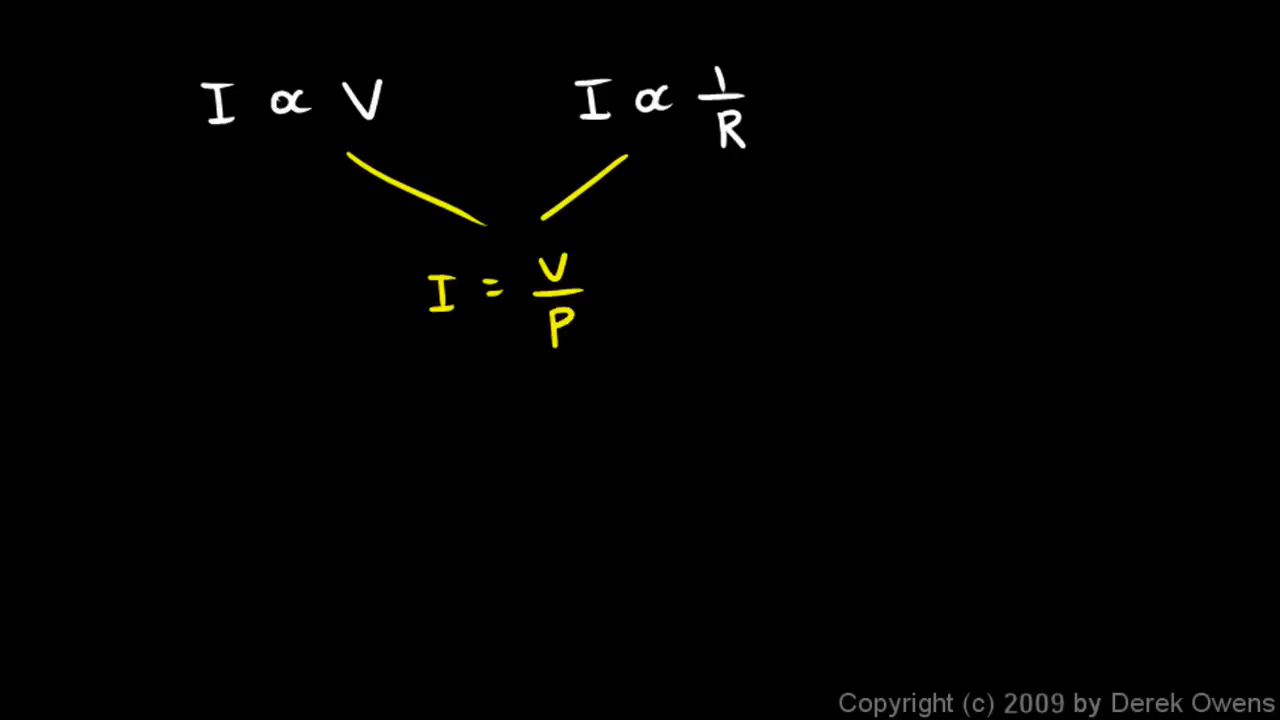 I ∝ V I ∝ 1/R
I = V/P
Copyright (c) 2009 by Derek Owens